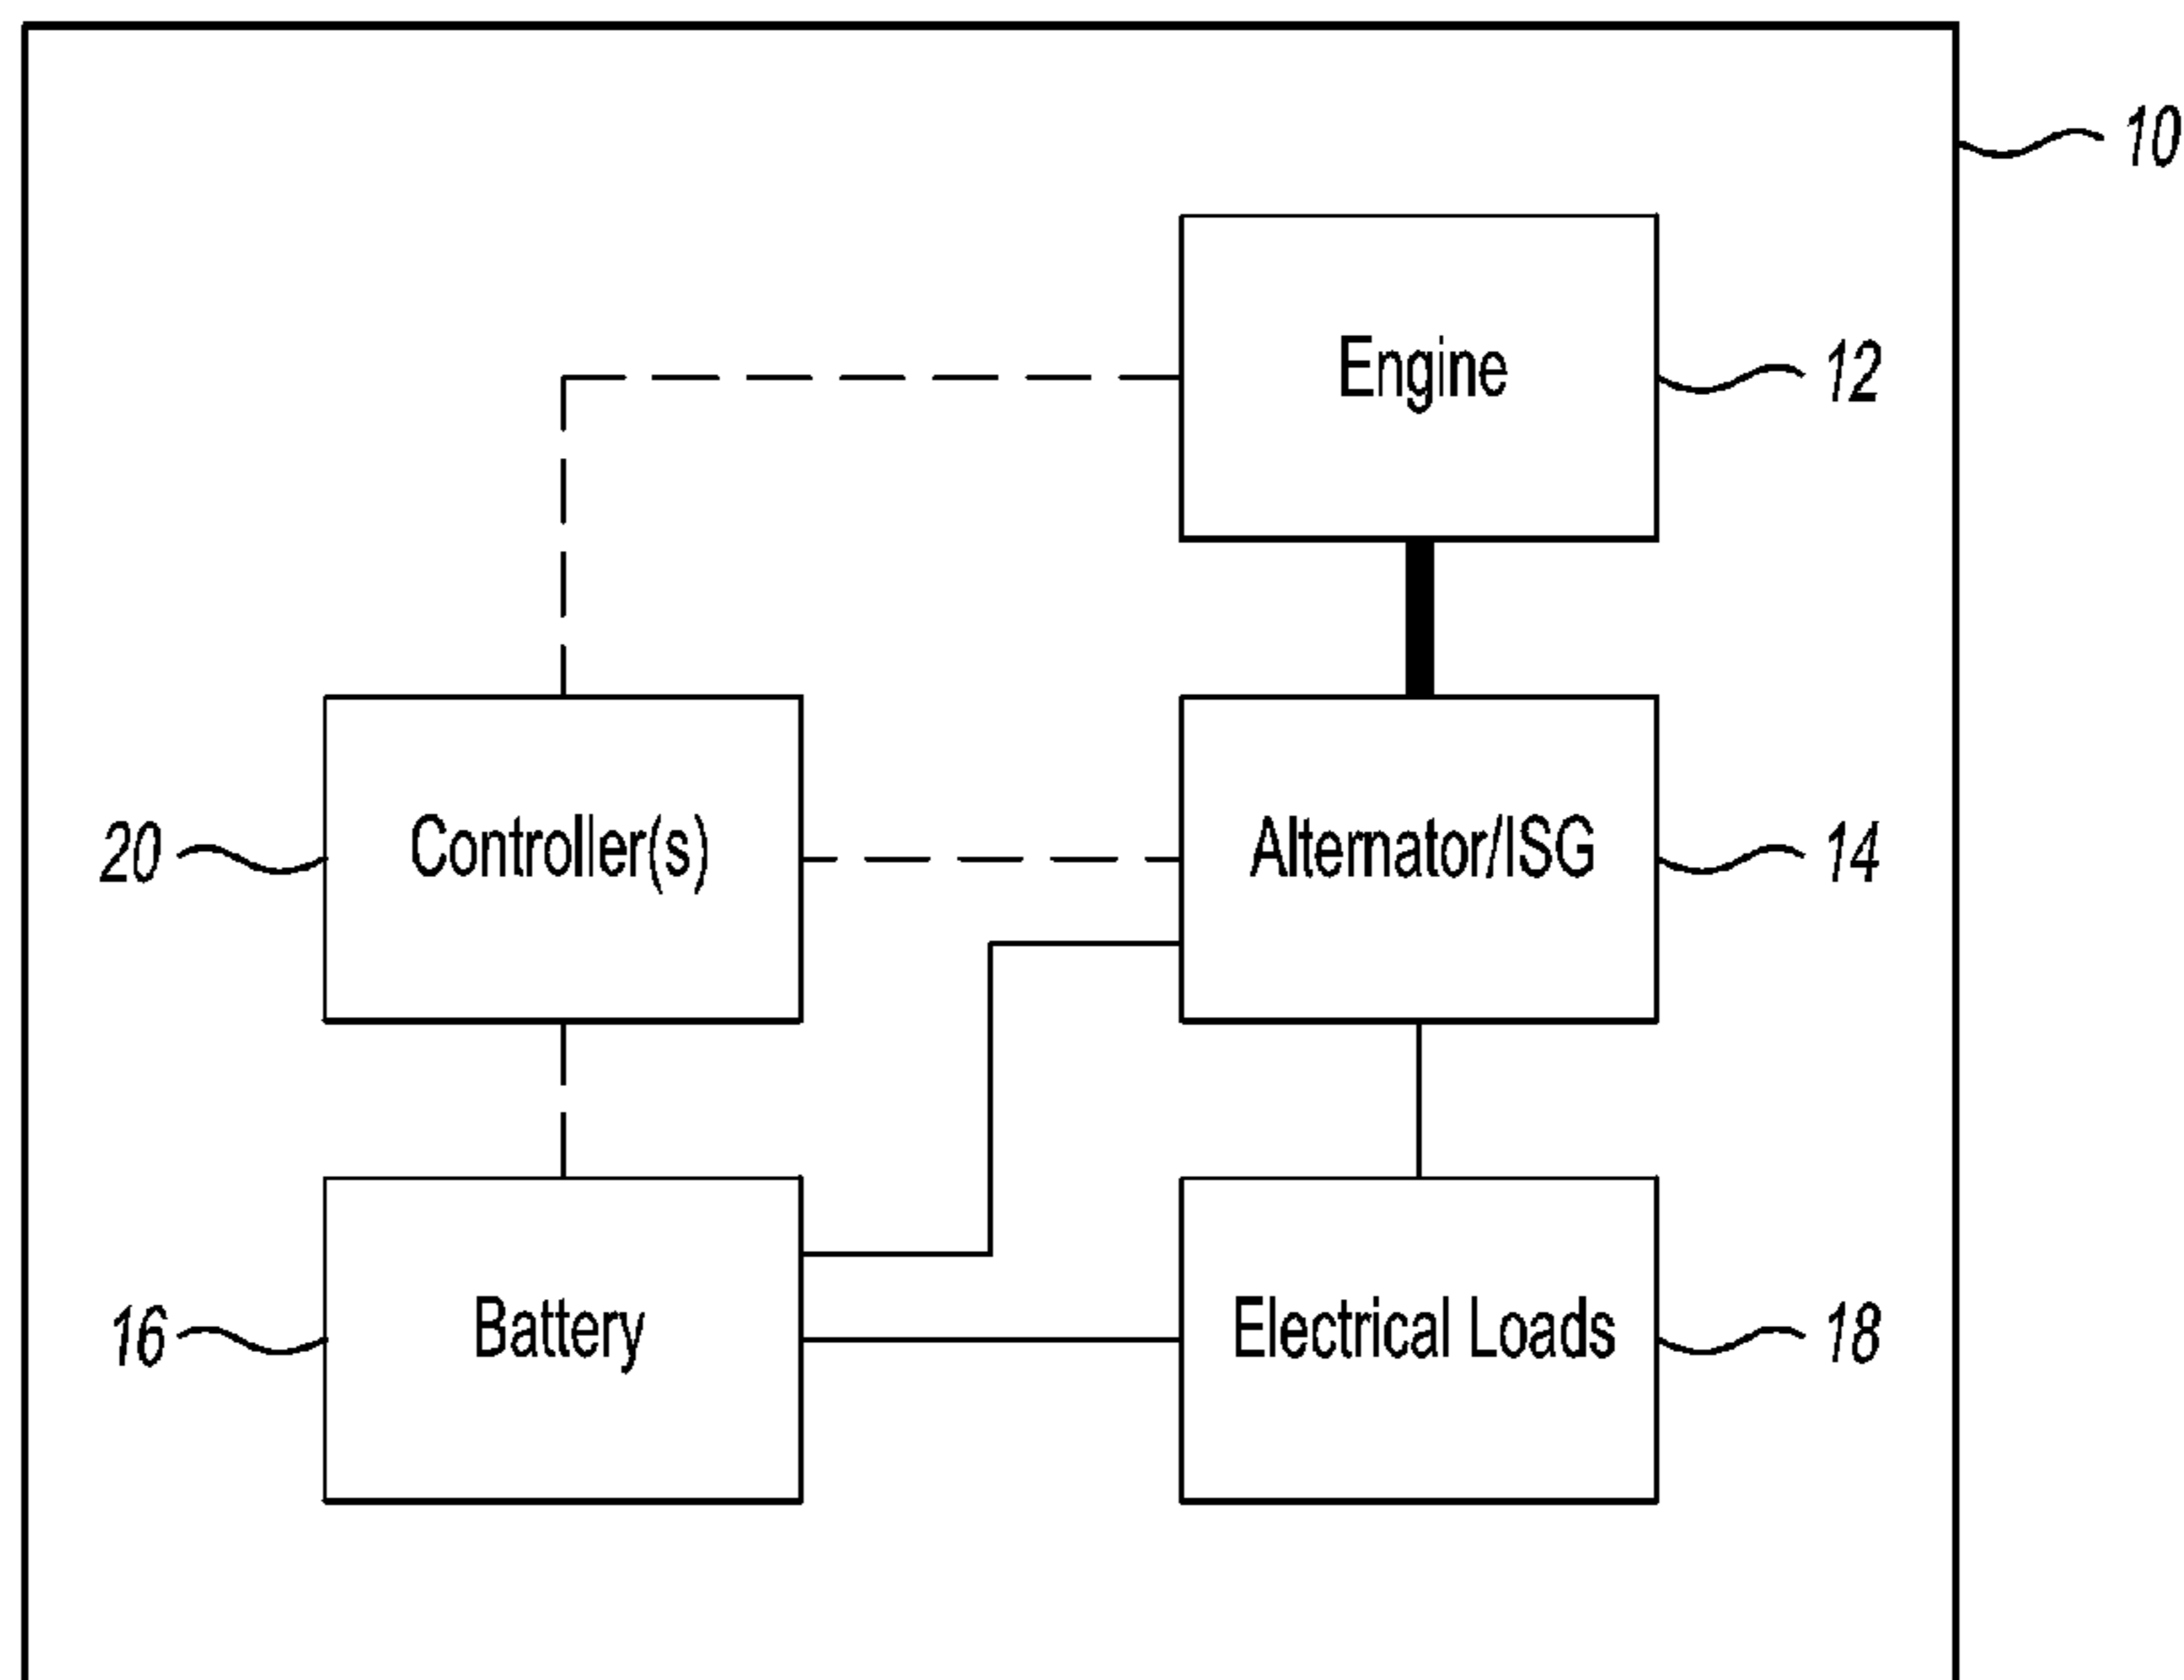 10
Engine
12
Controller(s)
Alternator/ISG
20
14
Battery
Electrical Loads
16
18